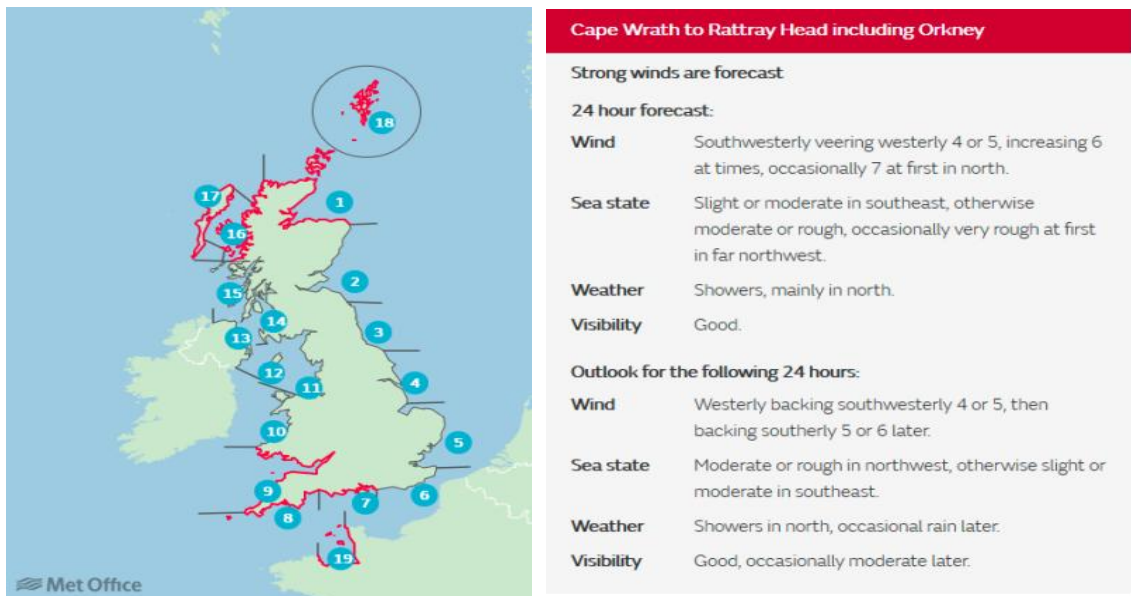 18
17
1
16
2
15
14
3
13
12
11
4
10
5
9
6
7
8
19
Met Office
Cape Wrath to Rattray Head including Orkney
Strong winds are forecast
24 hour forecast:
Wind Southwesterly veering westerly 4 or 5, increasing 6
at times, occasionally 7 at first in north.
Sea state Slight or moderate in southeast, otherwise
moderate or rough, occasionally very rough at first
in far northwest.
Weather Showers, mainly in north.
Visibility Good.
Outlook for the following 24 hours:
Wind Westerly backing southwesterly 4 or 5, then
backing southerly 5 or 6 later.
Sea state Moderate or rough in northwest, otherwise slight or
moderate in southeast.
Weather Showers in north, occasional rain later.
Visibility Good, occasionally moderate later.